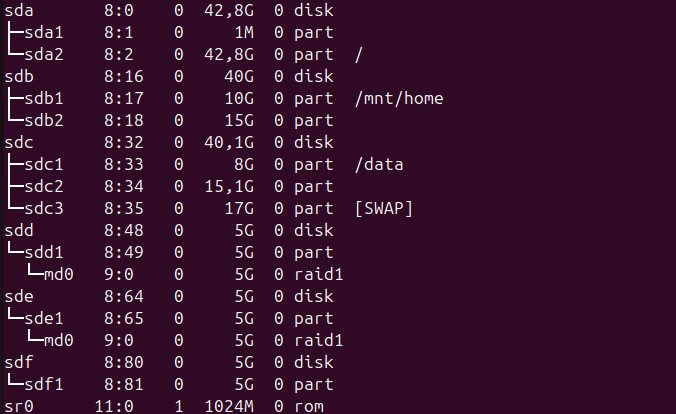 sda 8:0 0 42,8G 0 disk
├─sda1 8:1 0 1M 0 part
└─sda2 8:2 0 42,8G 0 part /
sdb 8:16 0 40G 0 disk
├─sdb1 8:17 0 10G 0 part /mnt/home
└─sdb2 8:18 0 15G 0 part
sdc 8:32 0 40,1G 0 disk
├─sdc1 8:33 0 8G 0 part /data
├─sdc2 8:34 0 15,1G 0 part
└─sdc3 8:35 0 17G 0 part [SWAP]
sdd 8:48 0 5G 0 disk
└─sdd1 8:49 0 5G 0 part
└─md0 9:0 0 5G 0 raid1
sde 8:64 0 5G 0 disk
└─sde1 8:65 0 5G 0 part
└─md0 9:0 0 5G 0 raid1
sdf 8:80 0 5G 0 disk
└─sdf1 8:81 0 5G 0 part
sr0 11:0 1 1024M 0 rom